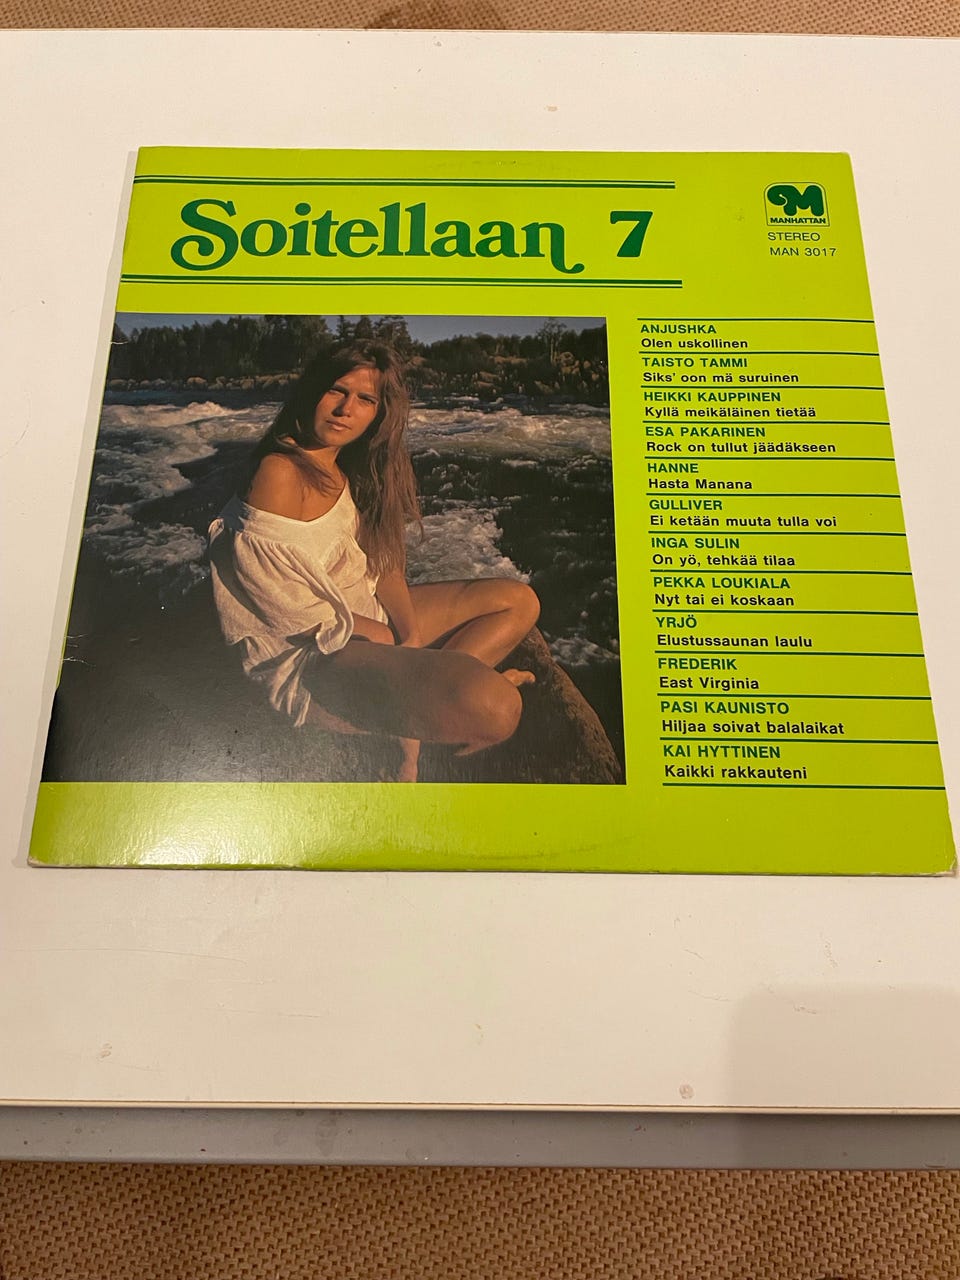 Soitellaan 7
M
MANHATTAN
STEREO
MAN 3017
ANJUSHKA
Olen uskollinen
TAISTO TAMMI
Siks' oon mä suruinen
HEIKKI KAUPPINEN
Kyllä meikäläinen tietää
ESA PAKARINEN
Rock on tullut jäädäkseen
HANNE
Hasta Manana
GULLIVER
Ei ketään muuta tulla voi
INGA SULIN
On yö, tehkää tilaa
PEKKA LOUKIALA
Nyt tai ei koskaan
YRJÖ
Elustussaunan laulu
FREDERIK
East Virginia
PASI KAUNISTO
Hiljaa soivat balalaikat
KAI HYTTINEN
Kaikki rakkauteni